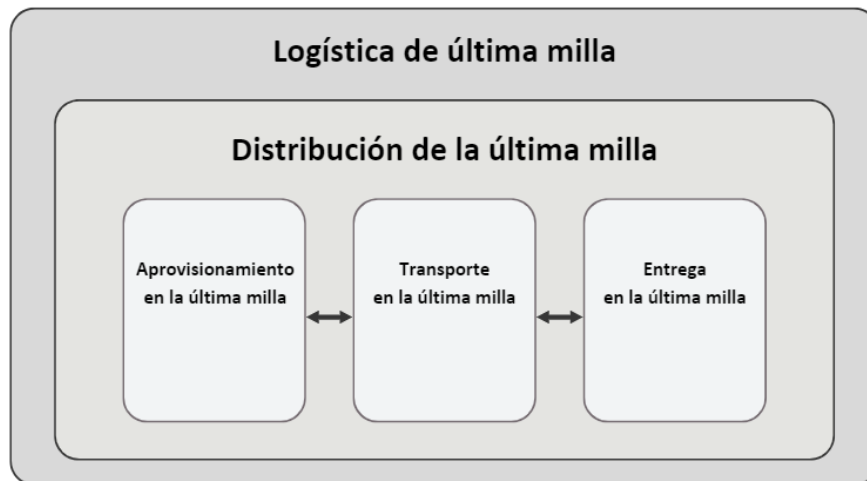 Logística de última milla
Distribución de la última milla
Aprovisionamiento
en la última milla
Transporte
en la última milla
Entrega
en la última milla